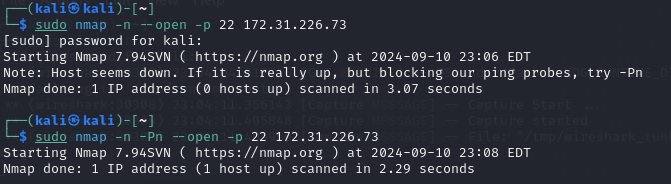 ┌──(kali㉿kali)-[~]
└─$ sudo nmap -n --open -p 22 172.31.226.73
[sudo] password for kali:
Starting Nmap 7.94SVN ( https://nmap.org ) at 2024-09-10 23:06 EDT
Note: Host seems down. If it is really up, but blocking our ping probes, try -Pn
Nmap done: 1 IP address (0 hosts up) scanned in 3.07 seconds
┌──(kali㉿kali)-[~]
└─$ sudo nmap -n -Pn --open -p 22 172.31.226.73
Starting Nmap 7.94SVN ( https://nmap.org ) at 2024-09-10 23:08 EDT
Nmap done: 1 IP address (1 host up) scanned in 2.29 seconds